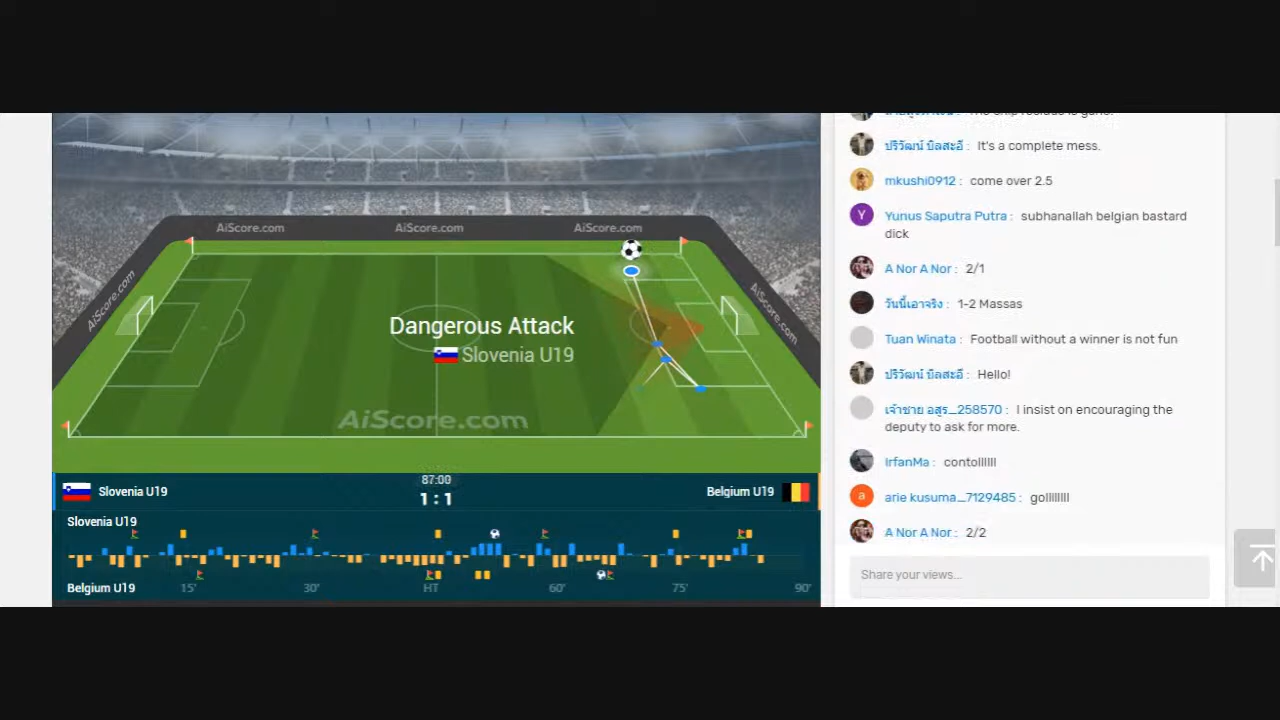 AiScore.com
AiScore.com
AiScore.com
AiScore.com
AiScore.com
Dangerous Attack
Slovenia U19
AiScore.com
87:00
Slovenia U19
1 : 1
Belgium U19
Slovenia U19
Belgium U19
15'
30'
HT
60'
75'
90'
ปริวัฒน์ บิลสะอื : It's a complete mess.
mkushi0912 : come over 2.5
Y
Yunus Saputra Putra : subhanallah belgian bastard
dick
A Nor A Nor : 2/1
วันนี้เอาจริง : 1-2 Massas
Tuan Winata : Football without a winner is not fun
ปริวัฒน์ บิลสะอื : Hello!
เจ้าชาย อสูร_258570 : I insist on encouraging the
deputy to ask for more.
IrfanMa : contollllll
a
arie kusuma_7129485 : gollllllll
A Nor A Nor : 2/2
Share your views...